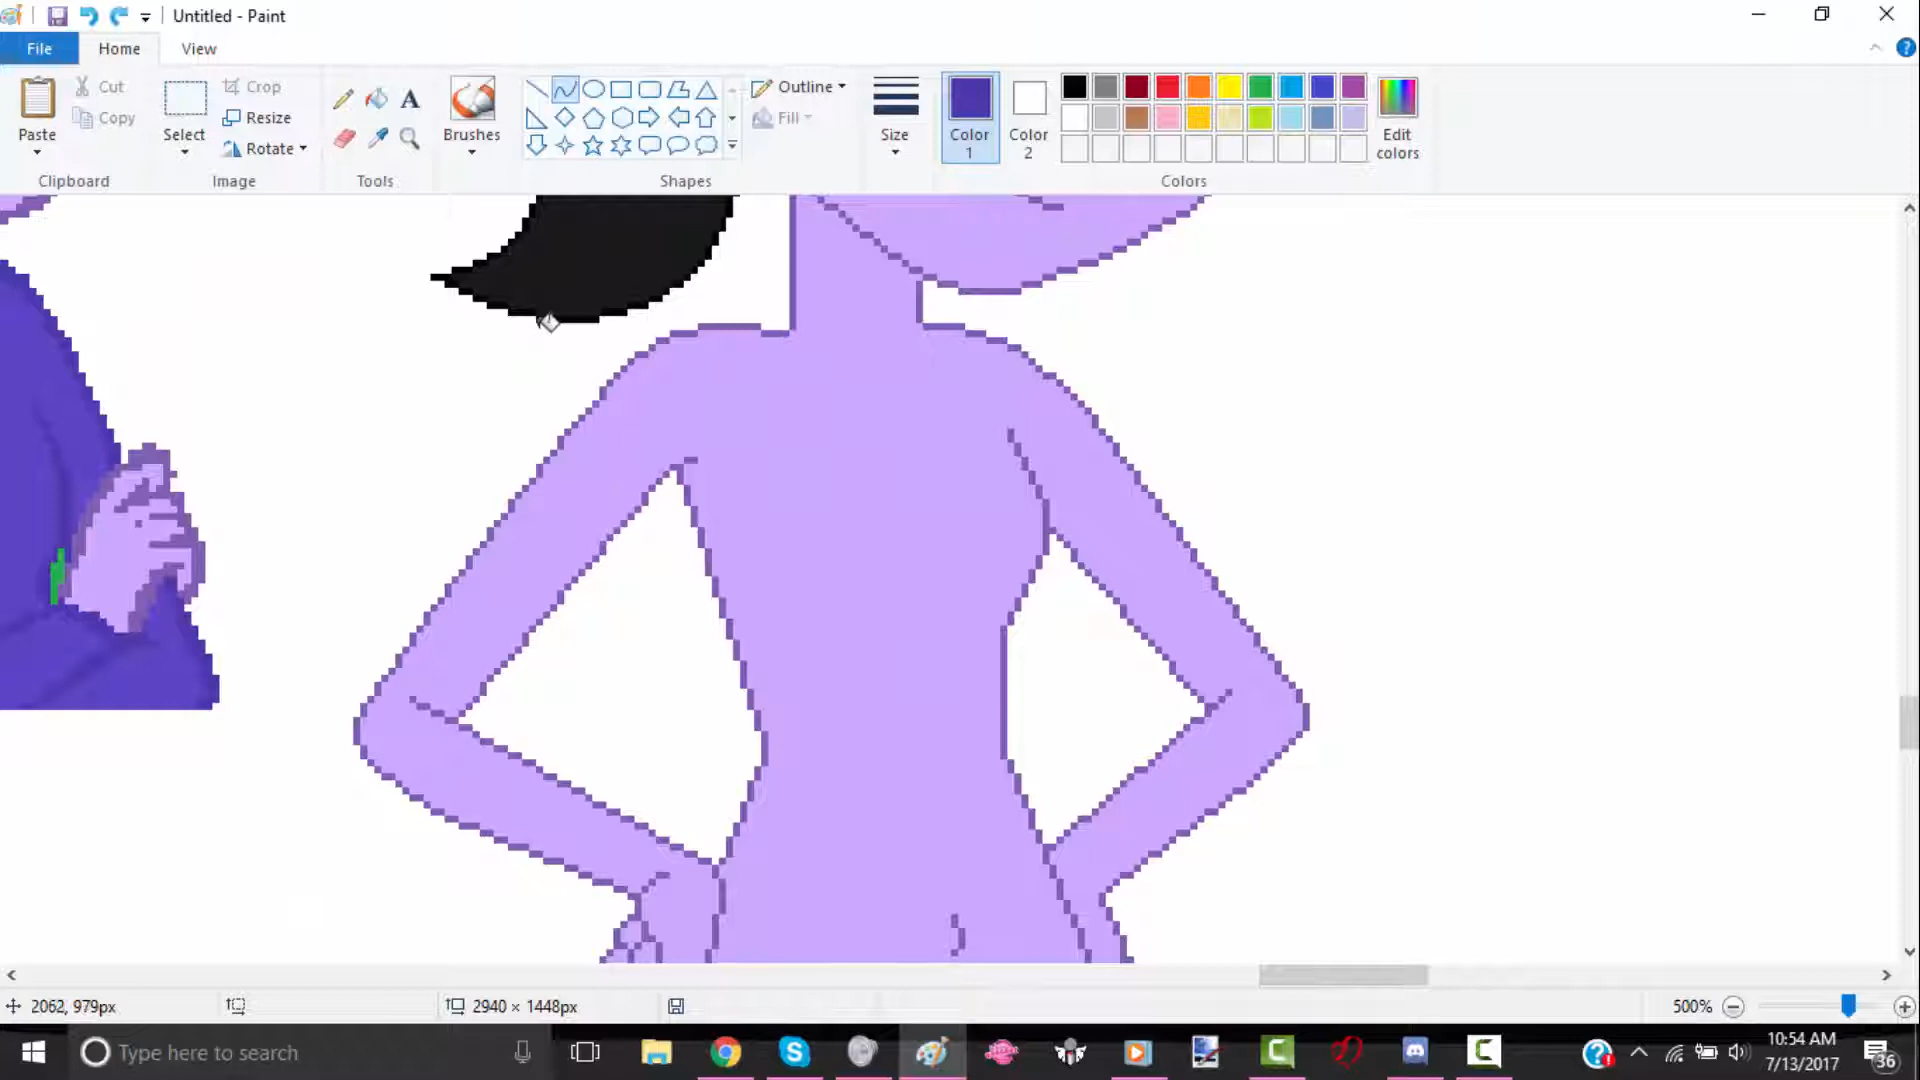 Untitled - Paint
File Home View
Paste
Cut
Copy
Clipboard
Select
Crop
Resize
Rotate
Image
Tools
Brushes
Shapes
Outline
Fill
Size
Color 1
Color 2
Edit colors
Colors
2062, 979px
2940 × 1448px
500%
Type here to search
10:54 AM
7/13/2017
36